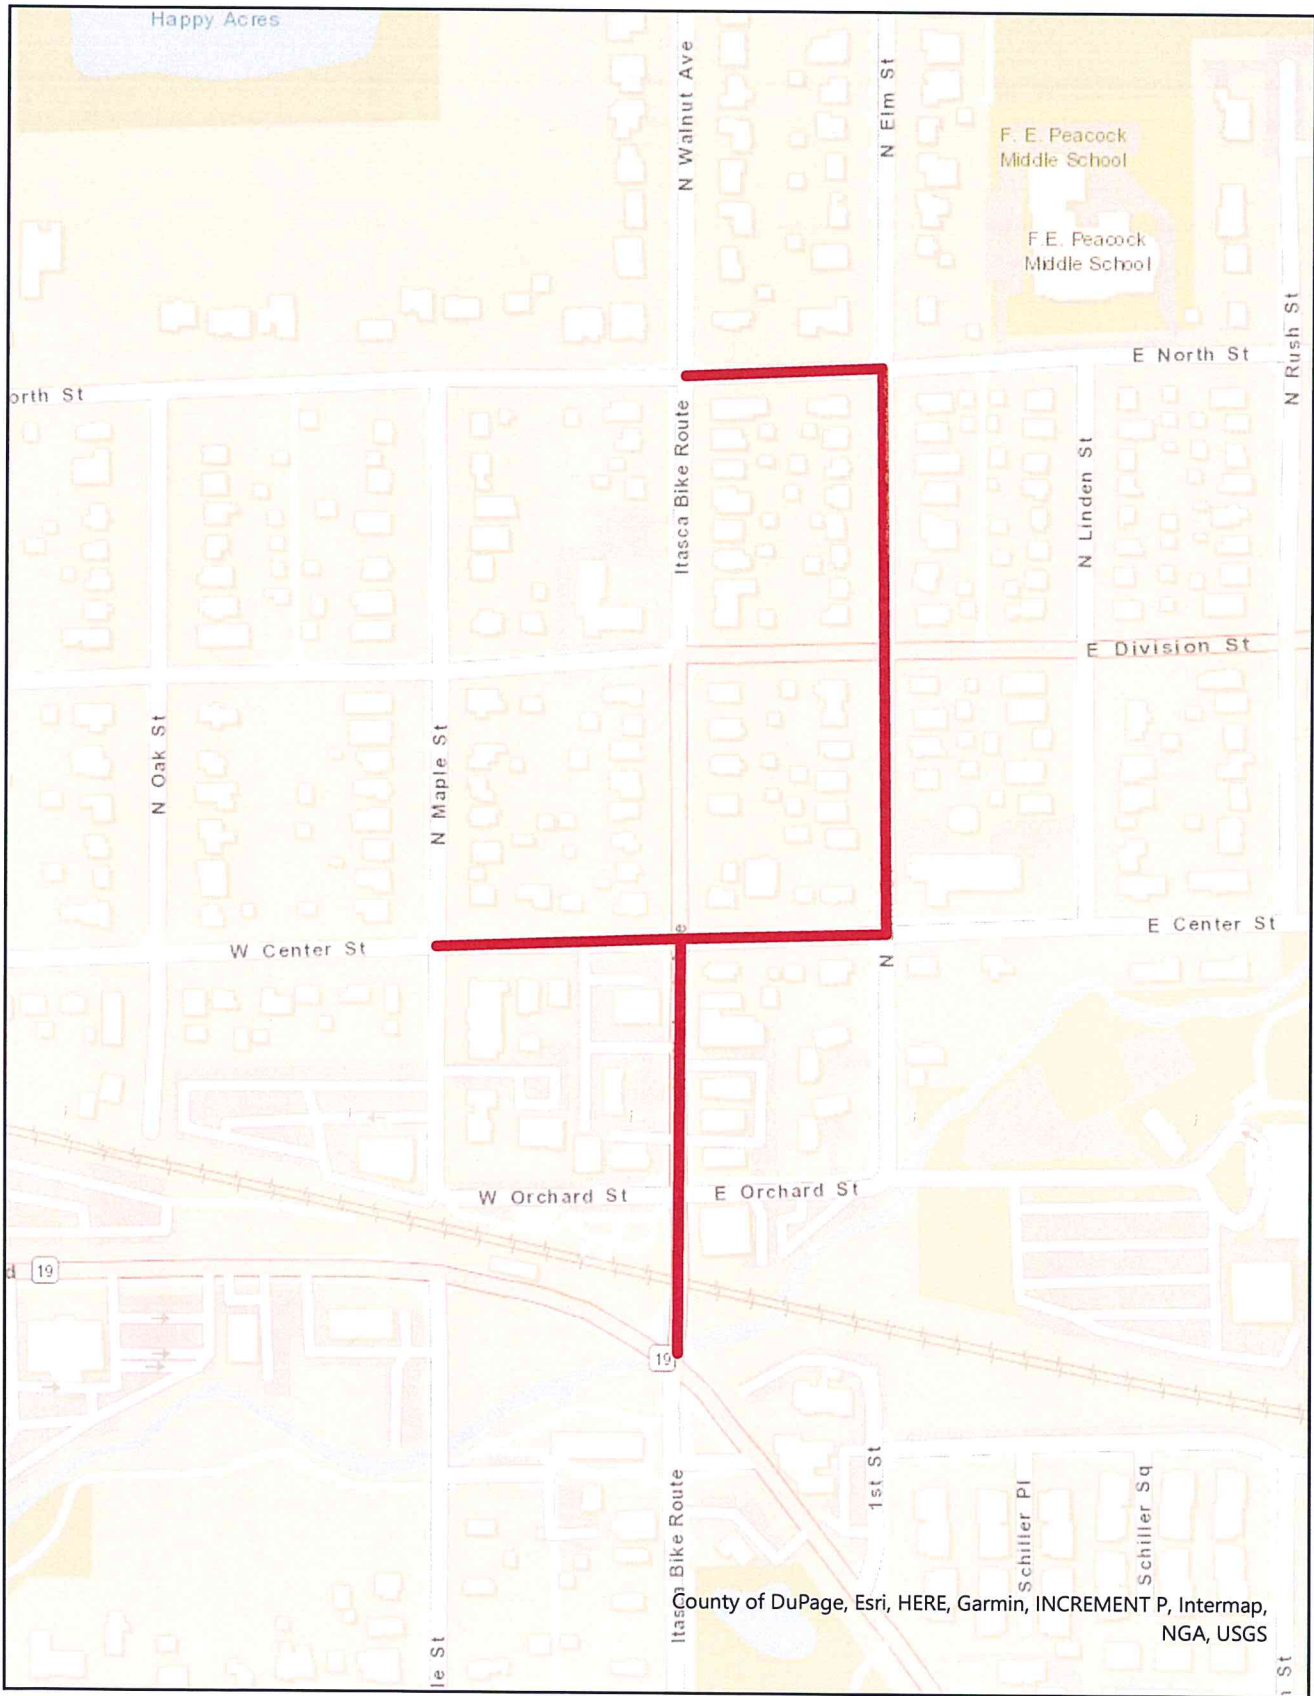 Happy Acres
N Walnut Ave
N Elm St
F. E. Peacock
Middle School
F.E. Peacock
Middle School
N Rush St
E North St
orth St
Itasca Bike Route
N Linden St
E Division St
N Oak St
N Maple St
e
E Center St
W Center St
N
W Orchard St
E Orchard St
d
19
19
1st St
Itasca Bike Route
Schiller Pl
Schiller Sq
County of DuPage, Esri, HERE, Garmin, INCREMENT P, Intermap,
NGA, USGS
le St
n St